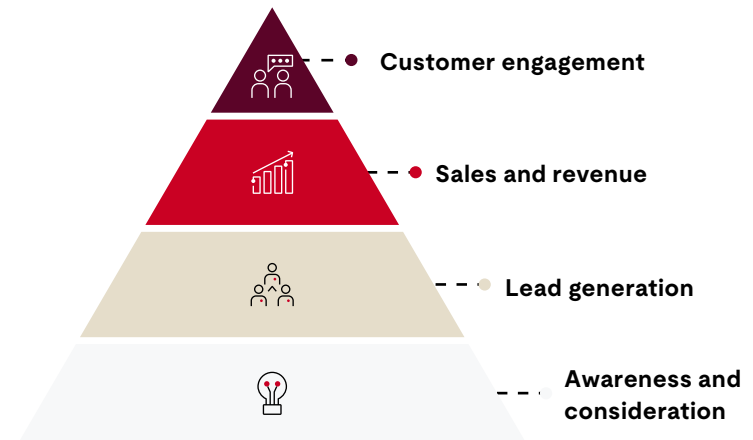 Customer engagement
Sales and revenue
Lead generation
Awareness and
consideration